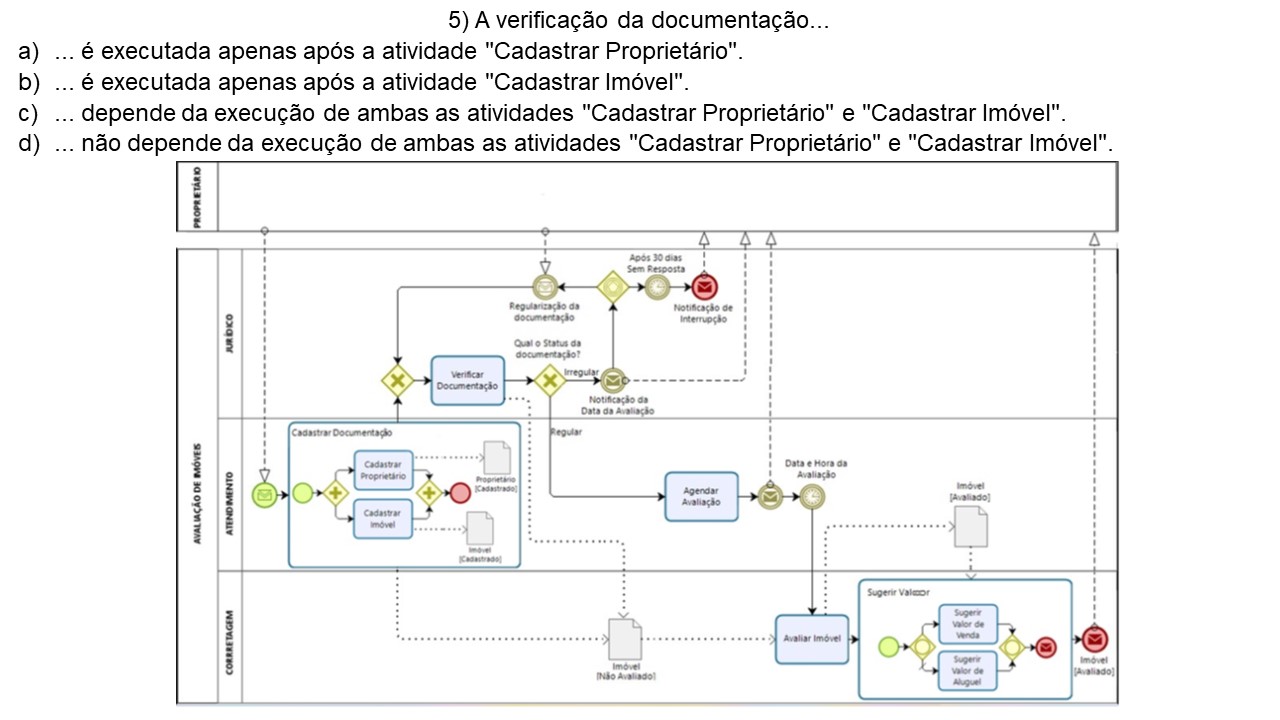 5) A verificação da documentação...
a) ... é executada apenas após a atividade "Cadastrar Proprietário".
b) ... é executada apenas após a atividade "Cadastrar Imóvel".
c) ... depende da execução de ambas as atividades "Cadastrar Proprietário" e "Cadastrar Imóvel".
d) ... não depende da execução de ambas as atividades "Cadastrar Proprietário" e "Cadastrar Imóvel".
PROPRIETÁRIO
AVALIAÇÃO DE IMÓVEIS
JURÍDICO
Após 30 dias
Sem Resposta
Regularização da
documentação
Notificação de
Interrupção
Qual o Status da
documentação?
Verificar
Documentação
Irregular
Notificação da
Data da Avaliação
Regular
ATENDIMENTO
Cadastrar Documentação
Cadastrar
Proprietário
Proprietário
[Cadastrado]
Cadastrar
Imóvel
Imóvel
[Cadastrado]
Agendar
Avaliação
Data e Hora da
Avaliação
Imóvel
[Avaliado]
CORRRETAGEM
Imóvel
[Não Avaliado]
Avaliar Imóvel
Sugerir
Sugerir
Valor de
Venda
Sugerir
Valor de
Aluguel
Imóvel
[Avaliado]